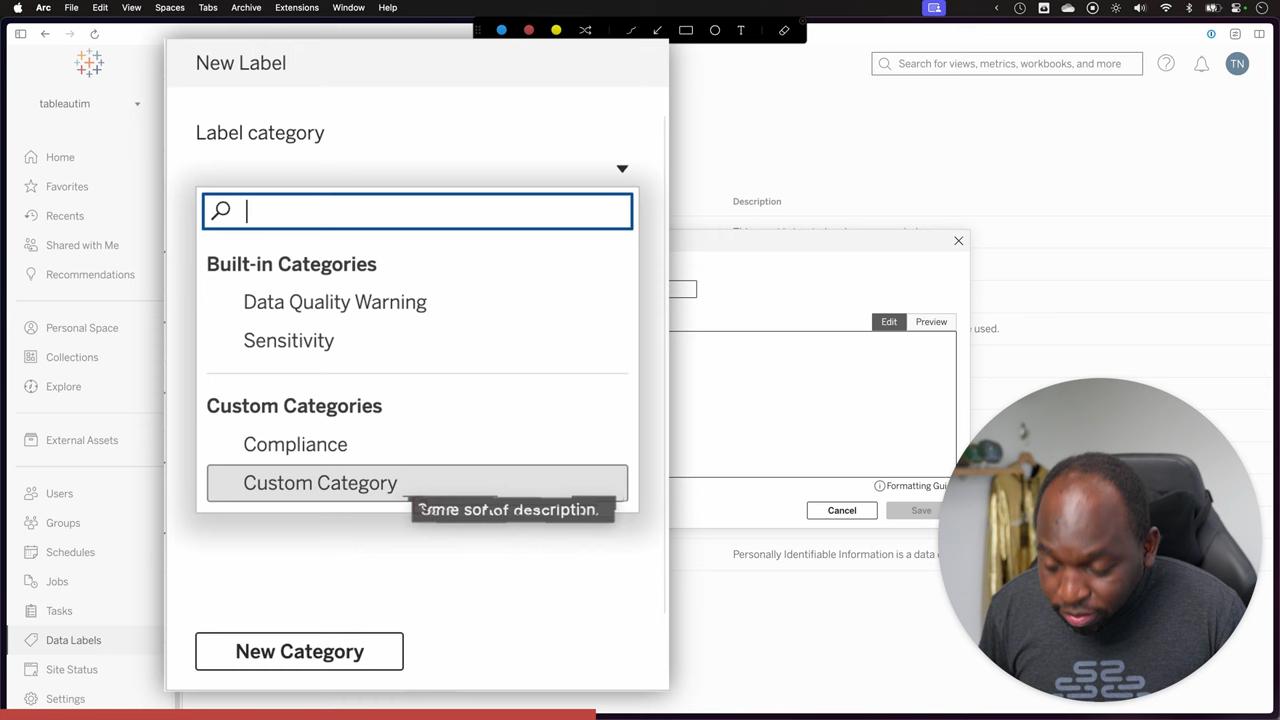 Arc File Edit View Spaces Tabs Archive Extensions Window Help
T
New Label
tableautim
Search for views, metrics, workbooks, and more
TN
Label category
Home
Favorites
Recents
Shared with Me
Recommendations
Personal Space
Collections
Explore
External Assets
Users
Groups
Schedules
Jobs
Tasks
Data Labels
Site Status
Settings
Built-in Categories
Data Quality Warning
Sensitivity
Custom Categories
Compliance
Custom Category
Some sort of description.
New Category
Description
Edit Preview
used.
Formatting
Cancel Save
Personally Identifiable Information is a data